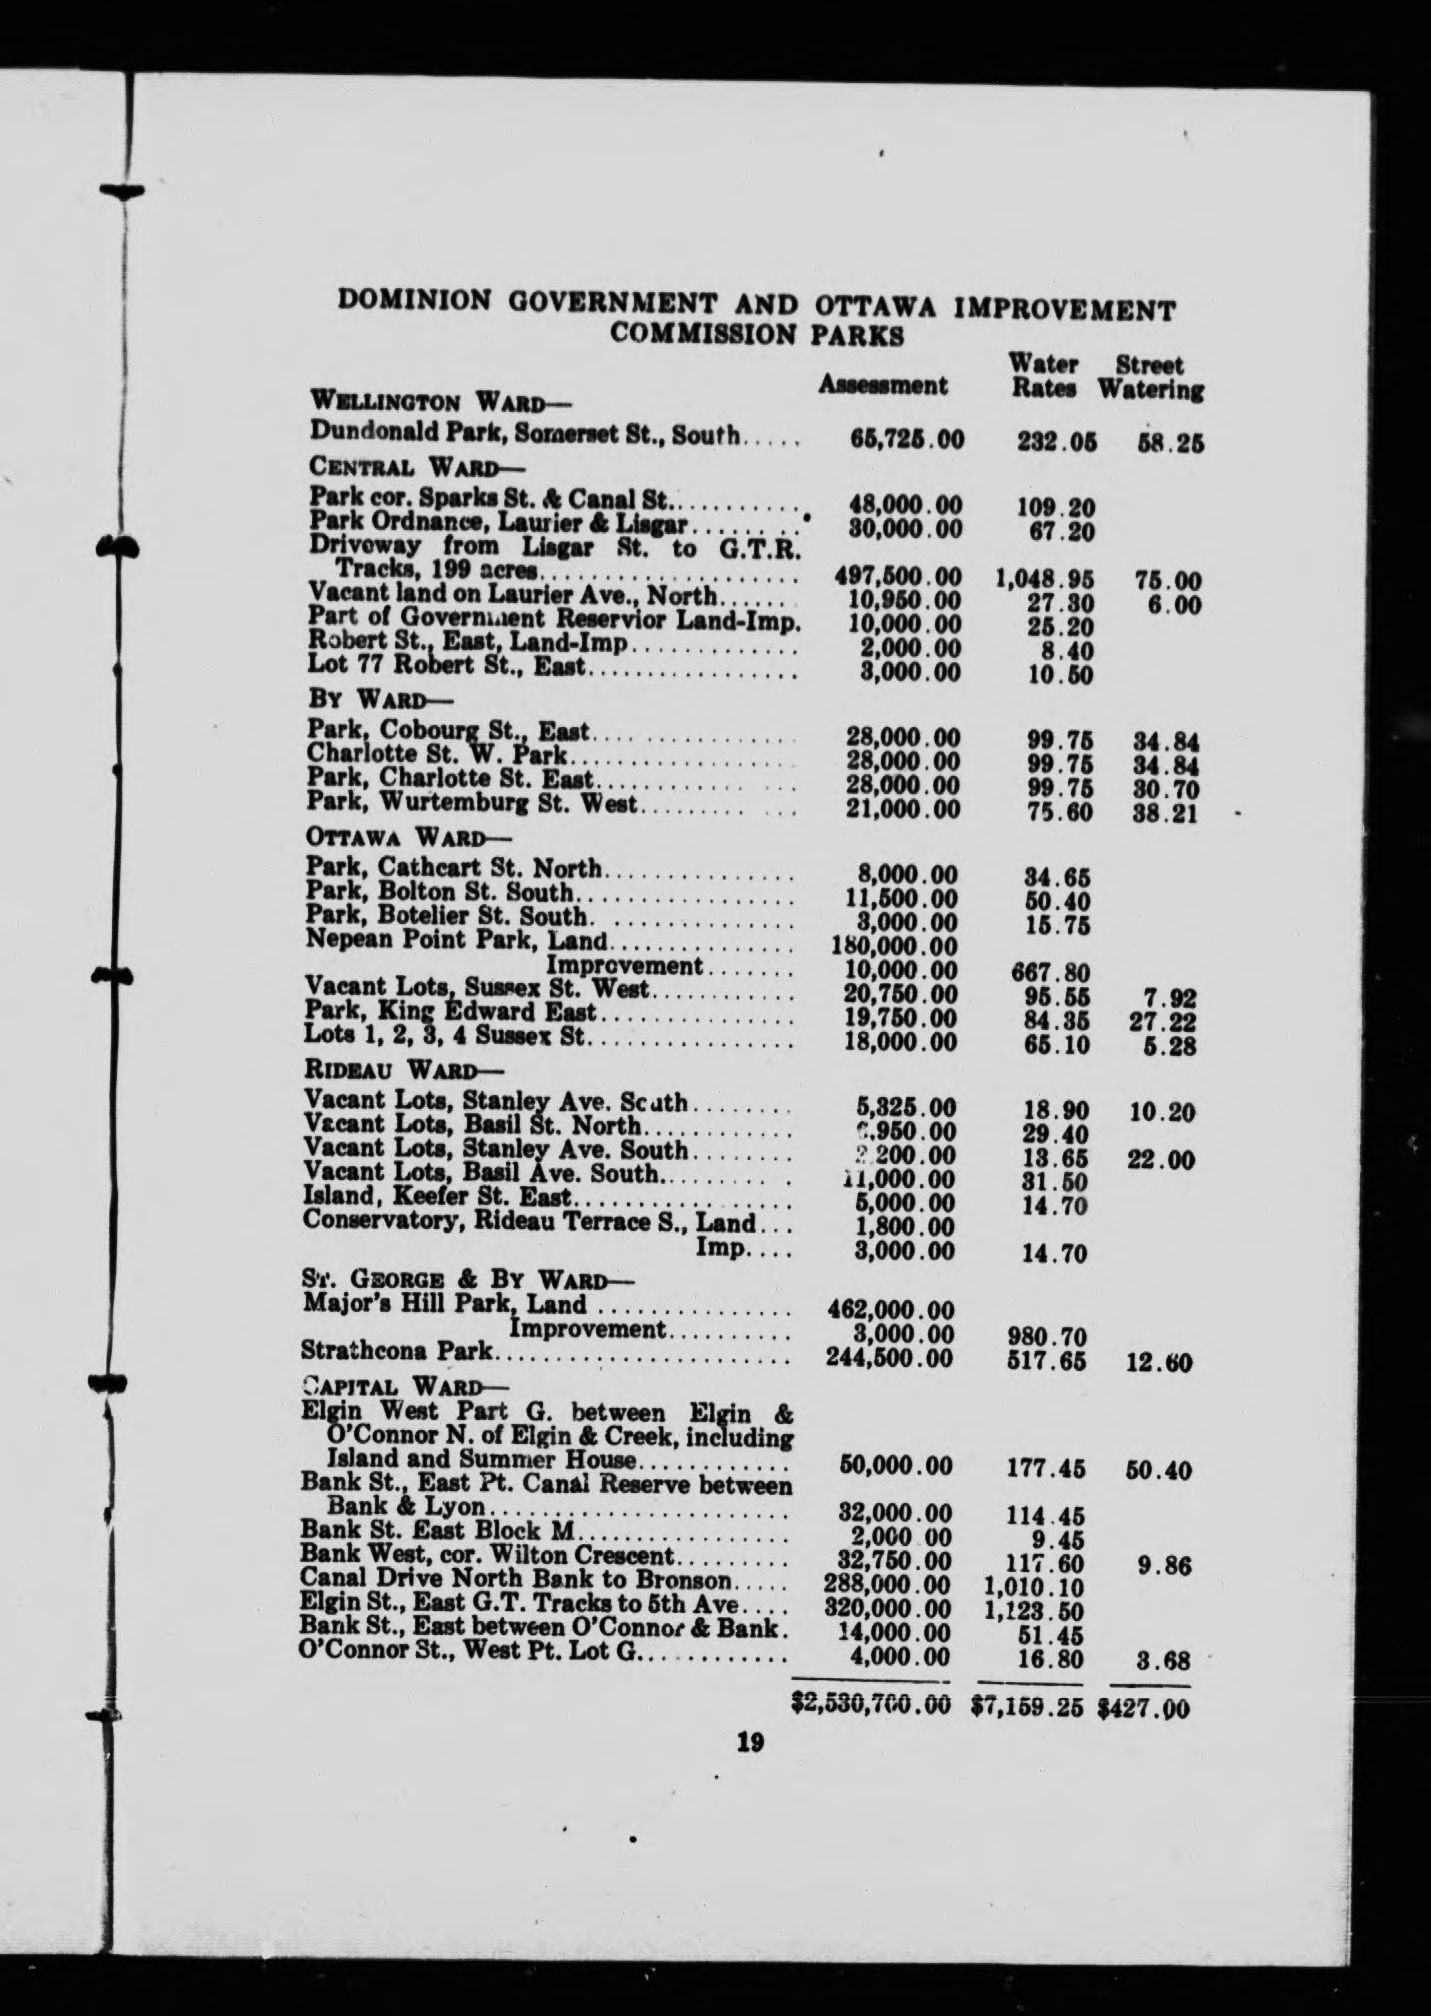 DOMINION GOVERNMENT AND OTTAWA IMPROVEMENT
COMMISSION PARKS
Water Street
Assessment Rates Watering
WELLINGTON WARD—
Dundonald Park, Somerset St., South..... 65,725.00 232.05 58.25
CENTRAL WARD—
Park cor. Sparks St. & Canal St............ 48,000.00 109.20
Park Ordnance, Laurier & Lisgar........ 30,000.00 67.20
Driveway from Lisgar St. to G.T.R.
Tracks, 199 acres.................... 497,500.00 1,048.95 75.00
Vacant land on Laurier Ave., North....... 10,950.00 27.30 6.00
Part of Government Reservior Land-Imp. 10,000.00 25.20
Robert St., East, Land-Imp............. 2,000.00 8.40
Lot 77 Robert St., East................. 3,000.00 10.50
BY WARD—
Park, Cobourg St., East................ 28,000.00 99.75 34.84
Charlotte St. W. Park.................. 28,000.00 99.75 34.84
Park, Charlotte St. East............... 28,000.00 99.75 30.70
Park, Wurtemburg St. West............ 21,000.00 75.60 38.21
OTTAWA WARD—
Park, Cathcart St. North............... 8,000.00 34.65
Park, Bolton St. South................. 11,500.00 50.40
Park, Botelier St. South................ 3,000.00 15.75
Nepean Point Park, Land............... 180,000.00
Improvement....... 10,000.00 667.80
Vacant Lots, Sussex St. West............ 20,750.00 95.55 7.92
Park, King Edward East............... 19,750.00 84.35 27.22
Lots 1, 2, 3, 4 Sussex St................ 18,000.00 65.10 5.28
RIDEAU WARD—
Vacant Lots, Stanley Ave. South........ 5,325.00 18.90 10.20
Vacant Lots, Basil St. North............ 29.40
Vacant Lots, Stanley Ave. South........ 13.65 22.00
Vacant Lots, Basil Ave. South........... 11,000.00 31.50
Island, Keefer St. East................. 5,000.00 14.70
Conservatory, Rideau Terrace S., Land... 1,800.00
Imp.... 3,000.00 14.70
ST. GEORGE & BY WARD—
Major's Hill Park, Land ............... 462,000.00
Improvement.......... 3,000.00 980.70
Strathcona Park....................... 244,500.00 517.65 12.60
CAPITAL WARD—
Elgin West Part G. between Elgin &
O'Connor N. of Elgin & Creek, including
Island and Summer House............ 50,000.00 177.45 50.40
Bank St., East Pt. Canal Reserve between
Bank & Lyon........................ 32,000.00 114.45
Bank St. East Block M................. 2,000 00 9.45
Bank West, cor. Wilton Crescent......... 32,750.00 117.60 9.86
Canal Drive North Bank to Bronson..... 288,000.00 1,010.10
Elgin St., East G.T. Tracks to 5th Ave.... 320,000.00 1,123.50
Bank St., East between O'Connor & Bank. 14,000.00 51.45
O'Connor St., West Pt. Lot G............ 4,000.00 16.80 3.68
$2,530,700.00 $7,159.25 $427.00
19